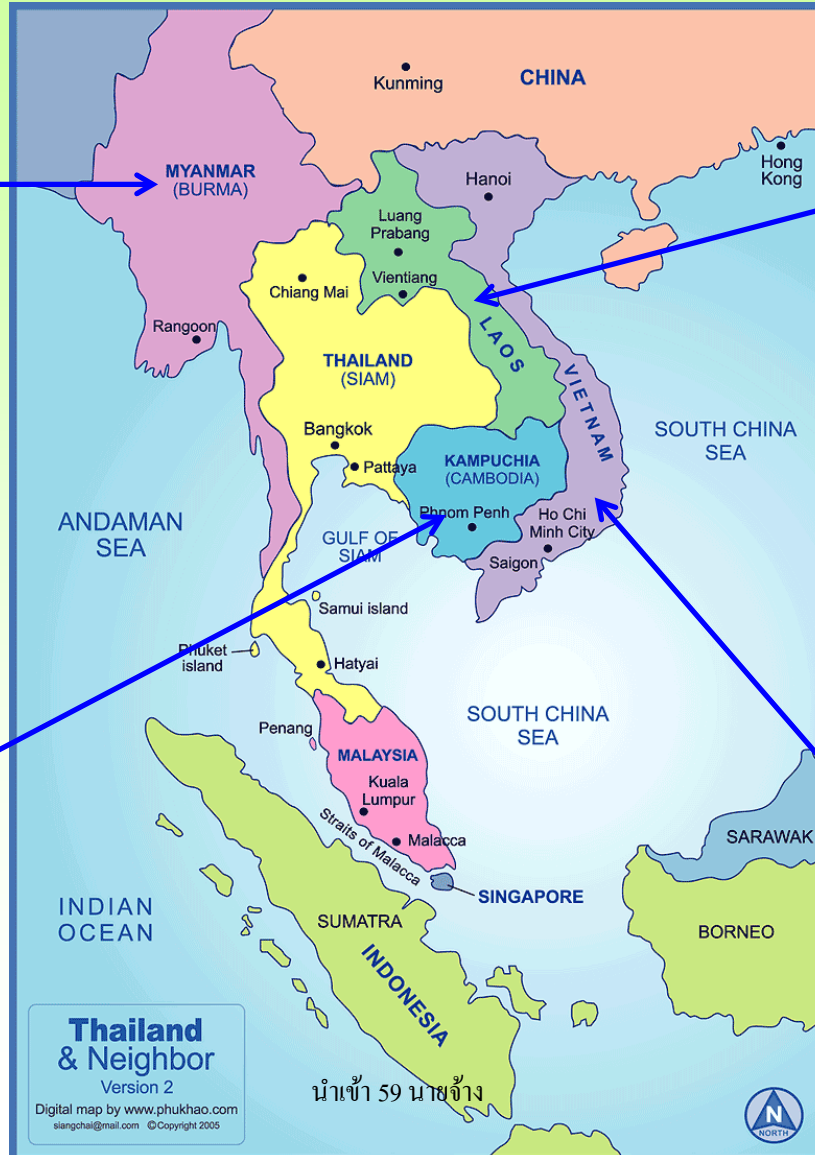 Kunming
CHINA
MYANMAR
(BURMA)
Hanoi
Hong
Kong
Luang
Prabang
Vientiang
Chiang Mai
Rangoon
LAOS
THAILAND
(SIAM)
VIETNAM
Bangkok
Pattaya
KAMPUCHIA
(CAMBODIA)
SOUTH CHINA
SEA
ANDAMAN
SEA
Phnom Penh
Ho Chi
Minh City
GULF OF
SIAM
Saigon
Samui island
Phuket
island
Hatyai
SOUTH CHINA
SEA
Penang
MALAYSIA
Kuala
Lumpur
Straits of Malacca
Malacca
SARAWAK
SINGAPORE
INDIAN
OCEAN
SUMATRA
BORNEO
INDONESIA
Thailand
& Neighbor
Version 2
Digital map by www.phukhao.com
siangchai@mail.com ©Copyright 2005
นำเข้า 59 นายจ้าง
N
NORTH